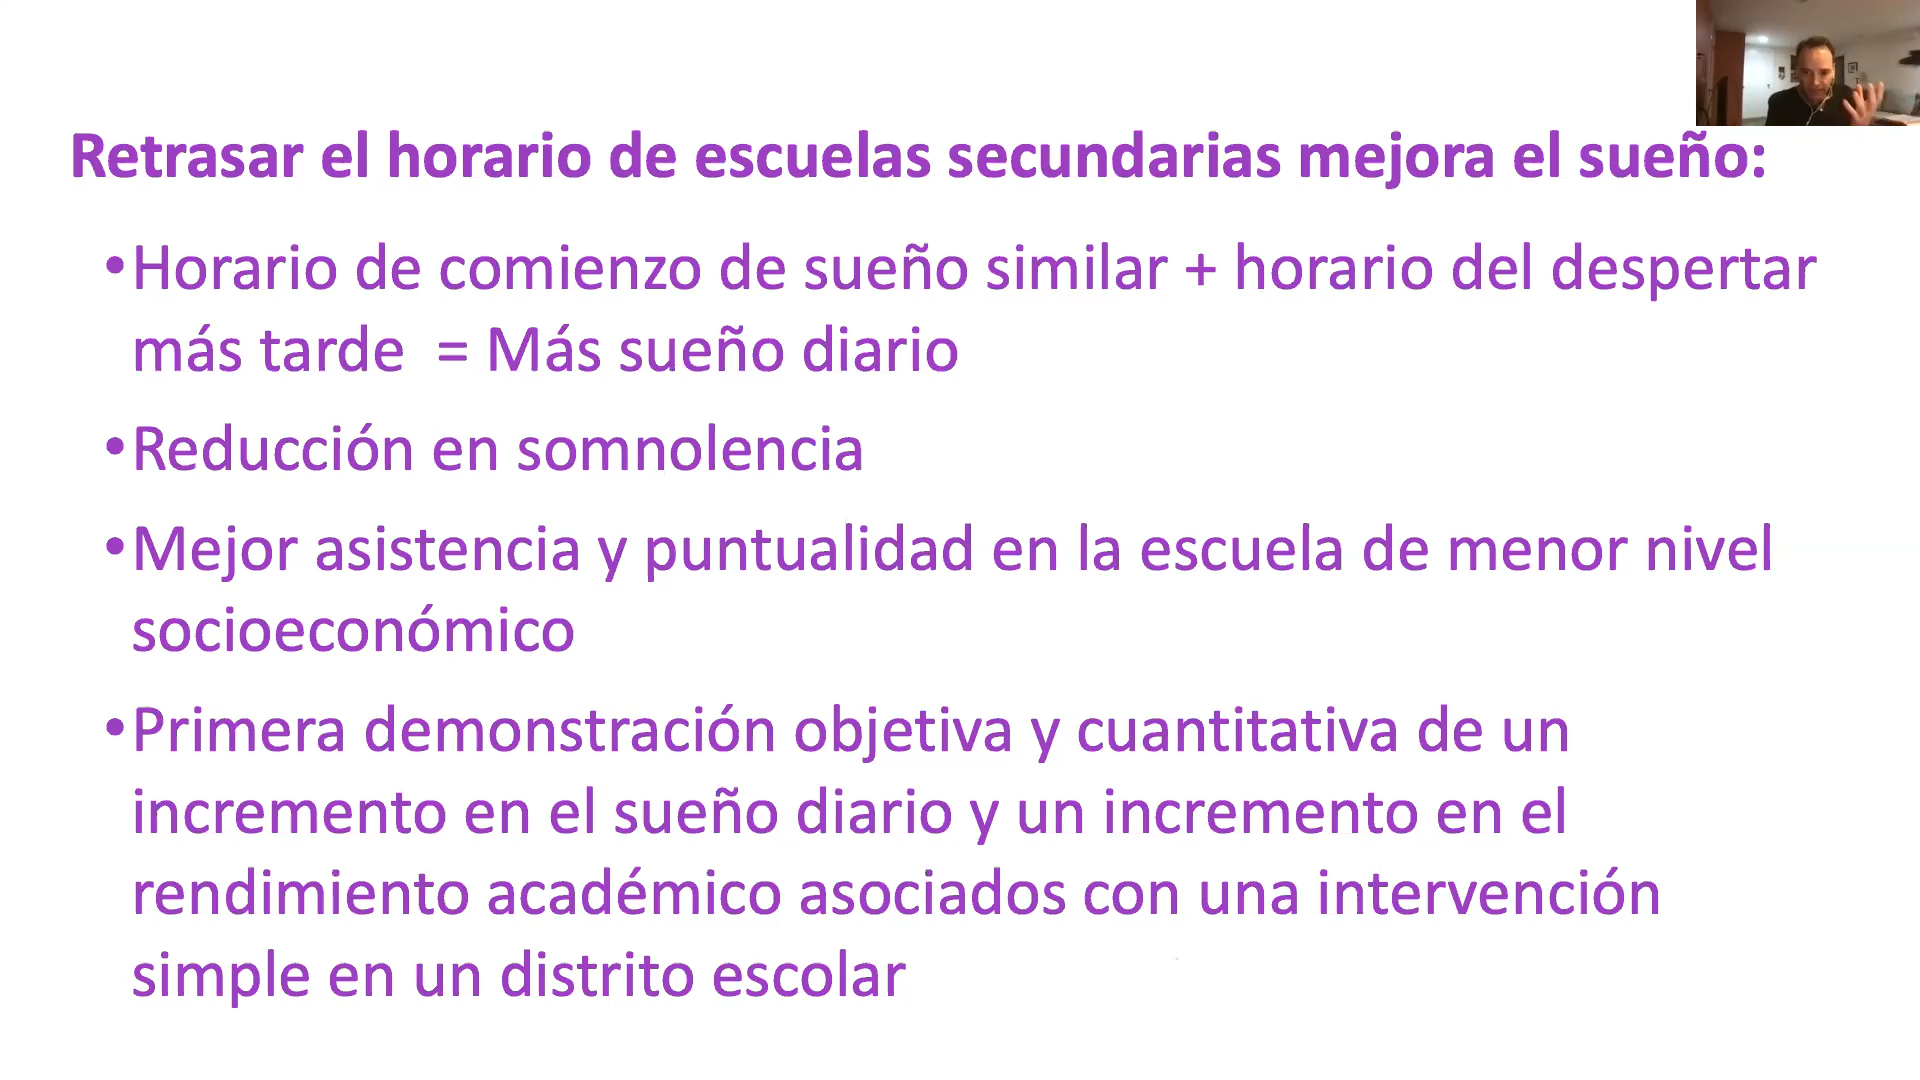 Retrasar el horario de escuelas secundarias mejora el sueño:
•Horario de comienzo de sueño similar + horario del despertar
más tarde = Más sueño diario
•Reducción en somnolencia
•Mejor asistencia y puntualidad en la escuela de menor nivel
socioeconómico
•Primera demonstración objetiva y cuantitativa de un
incremento en el sueño diario y un incremento en el
rendimiento académico asociados con una intervención
simple en un distrito escolar